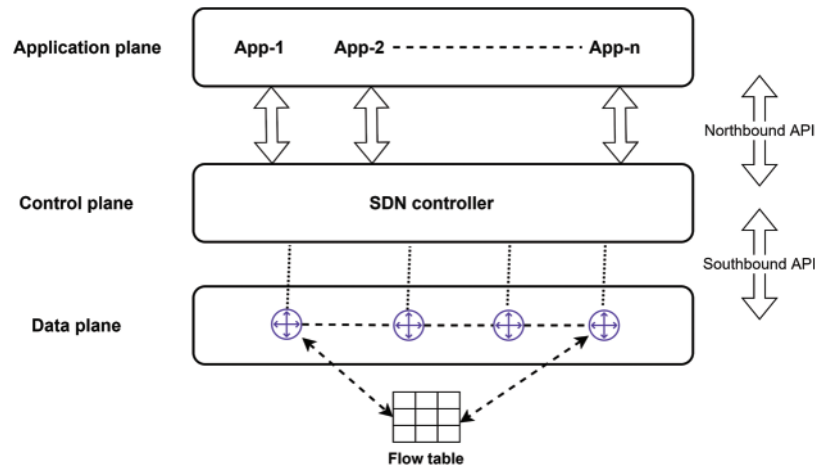 Application plane
App-1
App-2
App-n
Northbound API
Control plane
SDN controller
Southbound API
Data plane
Flow table